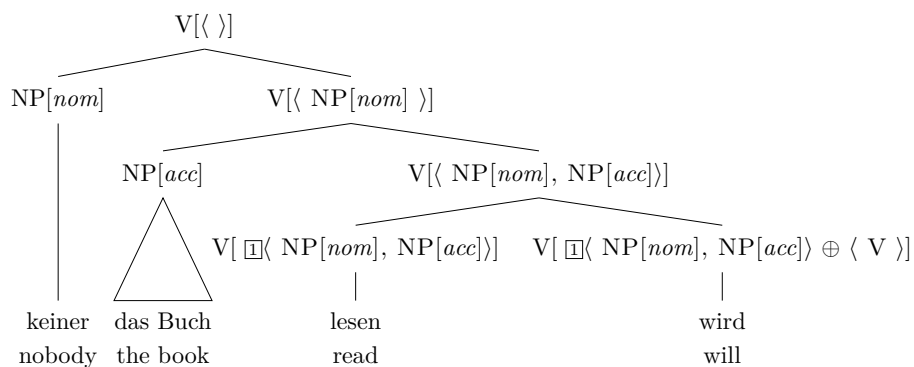 V[⟨ ⟩]
NP[nom] V[⟨ NP[nom] ⟩]
NP[acc] V[⟨ NP[nom], NP[acc]⟩]
V[ 1⟨ NP[nom], NP[acc]⟩] V[ 1⟨ NP[nom], NP[acc]⟩ ⊕ ⟨ V ⟩]
keiner das Buch lesen wird
nobody the book read will